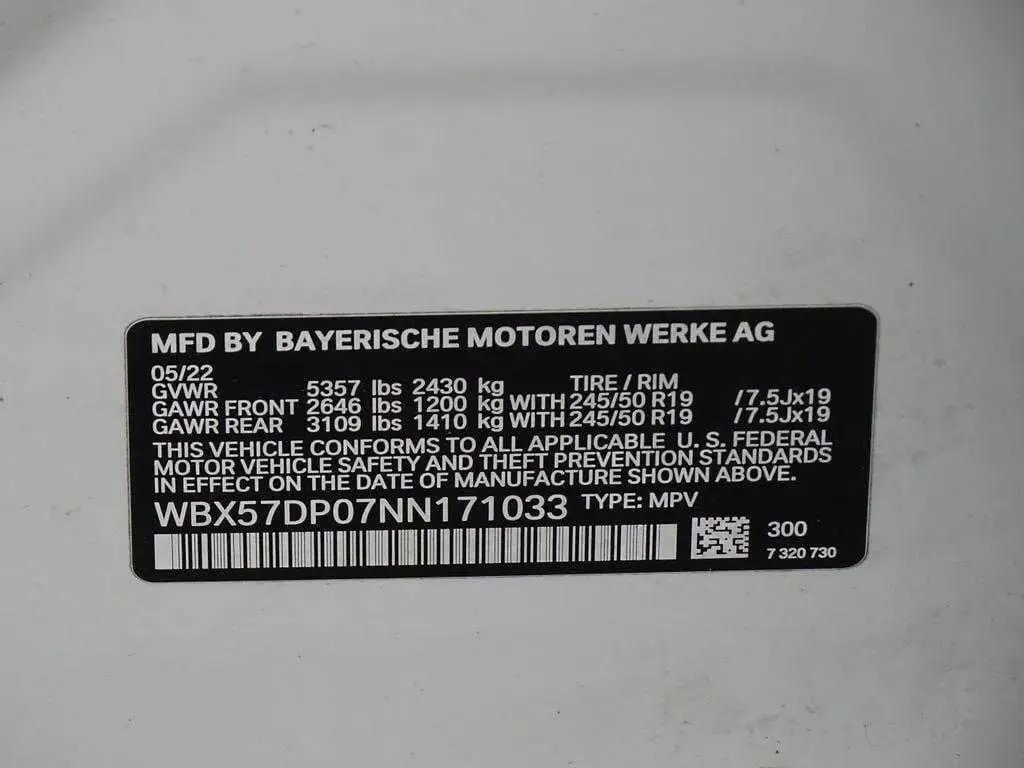 MFD BY BAYERISCHE MOTOREN WERKE AG
05/22 TIRE / RIM
GVWR 5357 lbs 2430 kg
GAWR FRONT 2646 lbs 1200 kg WITH 245/50 R19 /7.5Jx19
GAWR REAR 3109 lbs 1410 kg WITH 245/50 R19 /7.5Jx19
THIS VEHICLE CONFORMS TO ALL APPLICABLE U. S. FEDERAL
MOTOR VEHICLE SAFETY AND THEFT PREVENTION STANDARDS
IN EFFECT ON THE DATE OF MANUFACTURE SHOWN ABOVE.
WBX57DP07NN171033 TYPE: MPV
300
7 320 730